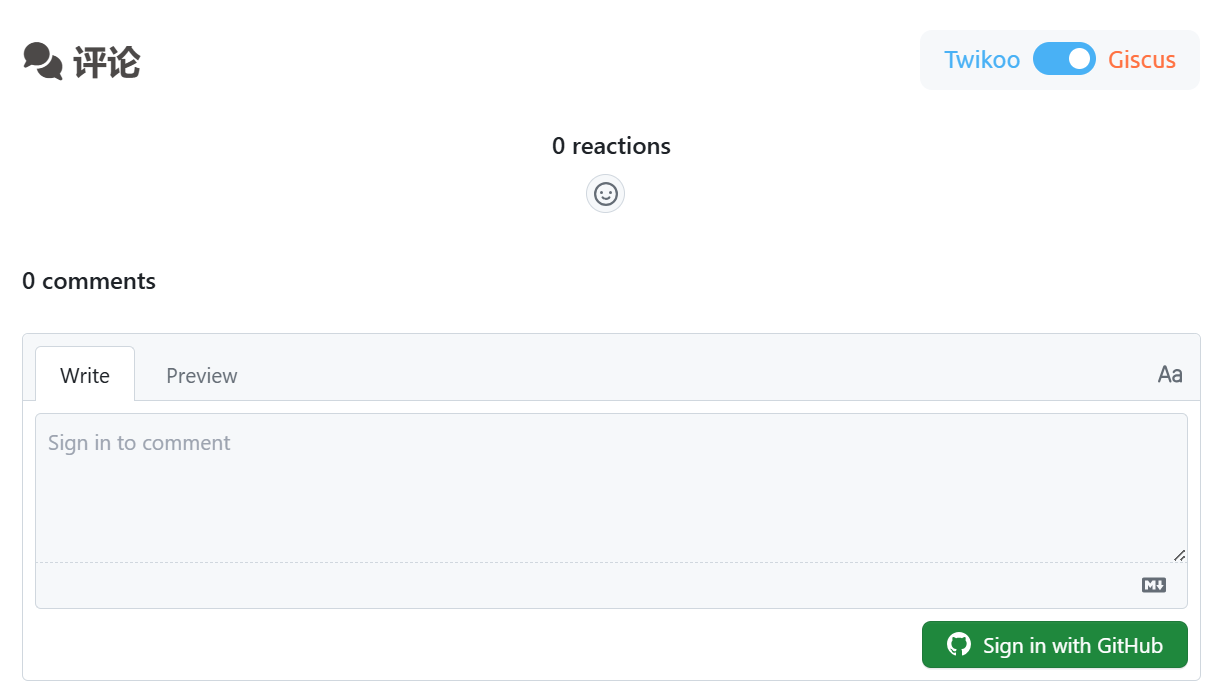 评论
Twikoo Giscus
0 reactions
0 comments
Write Preview Aa
Sign in to comment
M
Sign in with GitHub